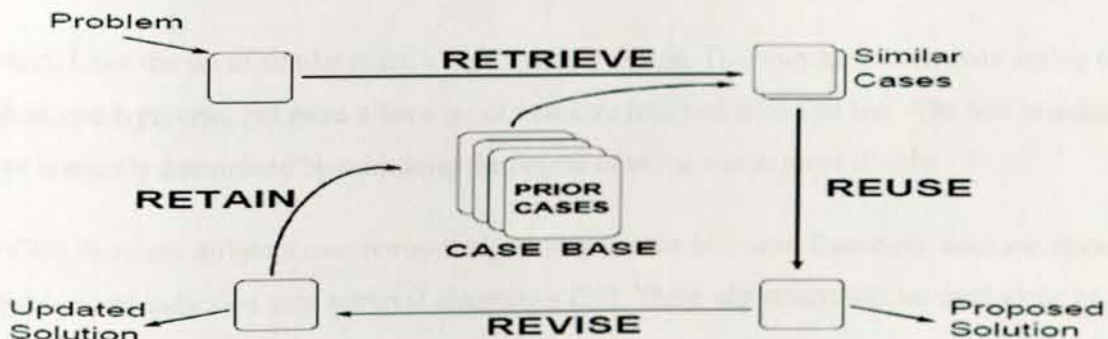 Problem
RETRIEVE
Similar
Cases
PRIOR
CASES
CASE BASE
RETAIN
REUSE
Updated
Solution
REVISE
Proposed
Solution